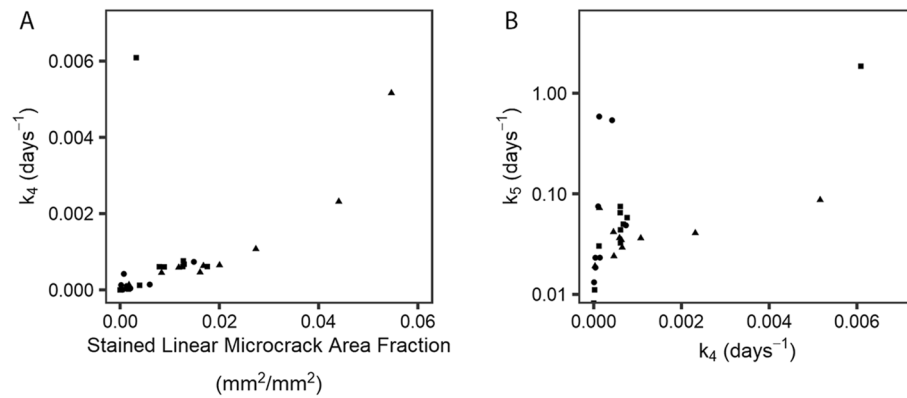 A
k₄ (days⁻¹)
0.006
0.004
0.002
0.000
0.00 0.02 0.04 0.06
Stained Linear Microcrack Area Fraction
(mm²/mm²)
B
k₅ (days⁻¹)
1.00
0.10
0.01
0.000 0.002 0.004 0.006
k₄ (days⁻¹)